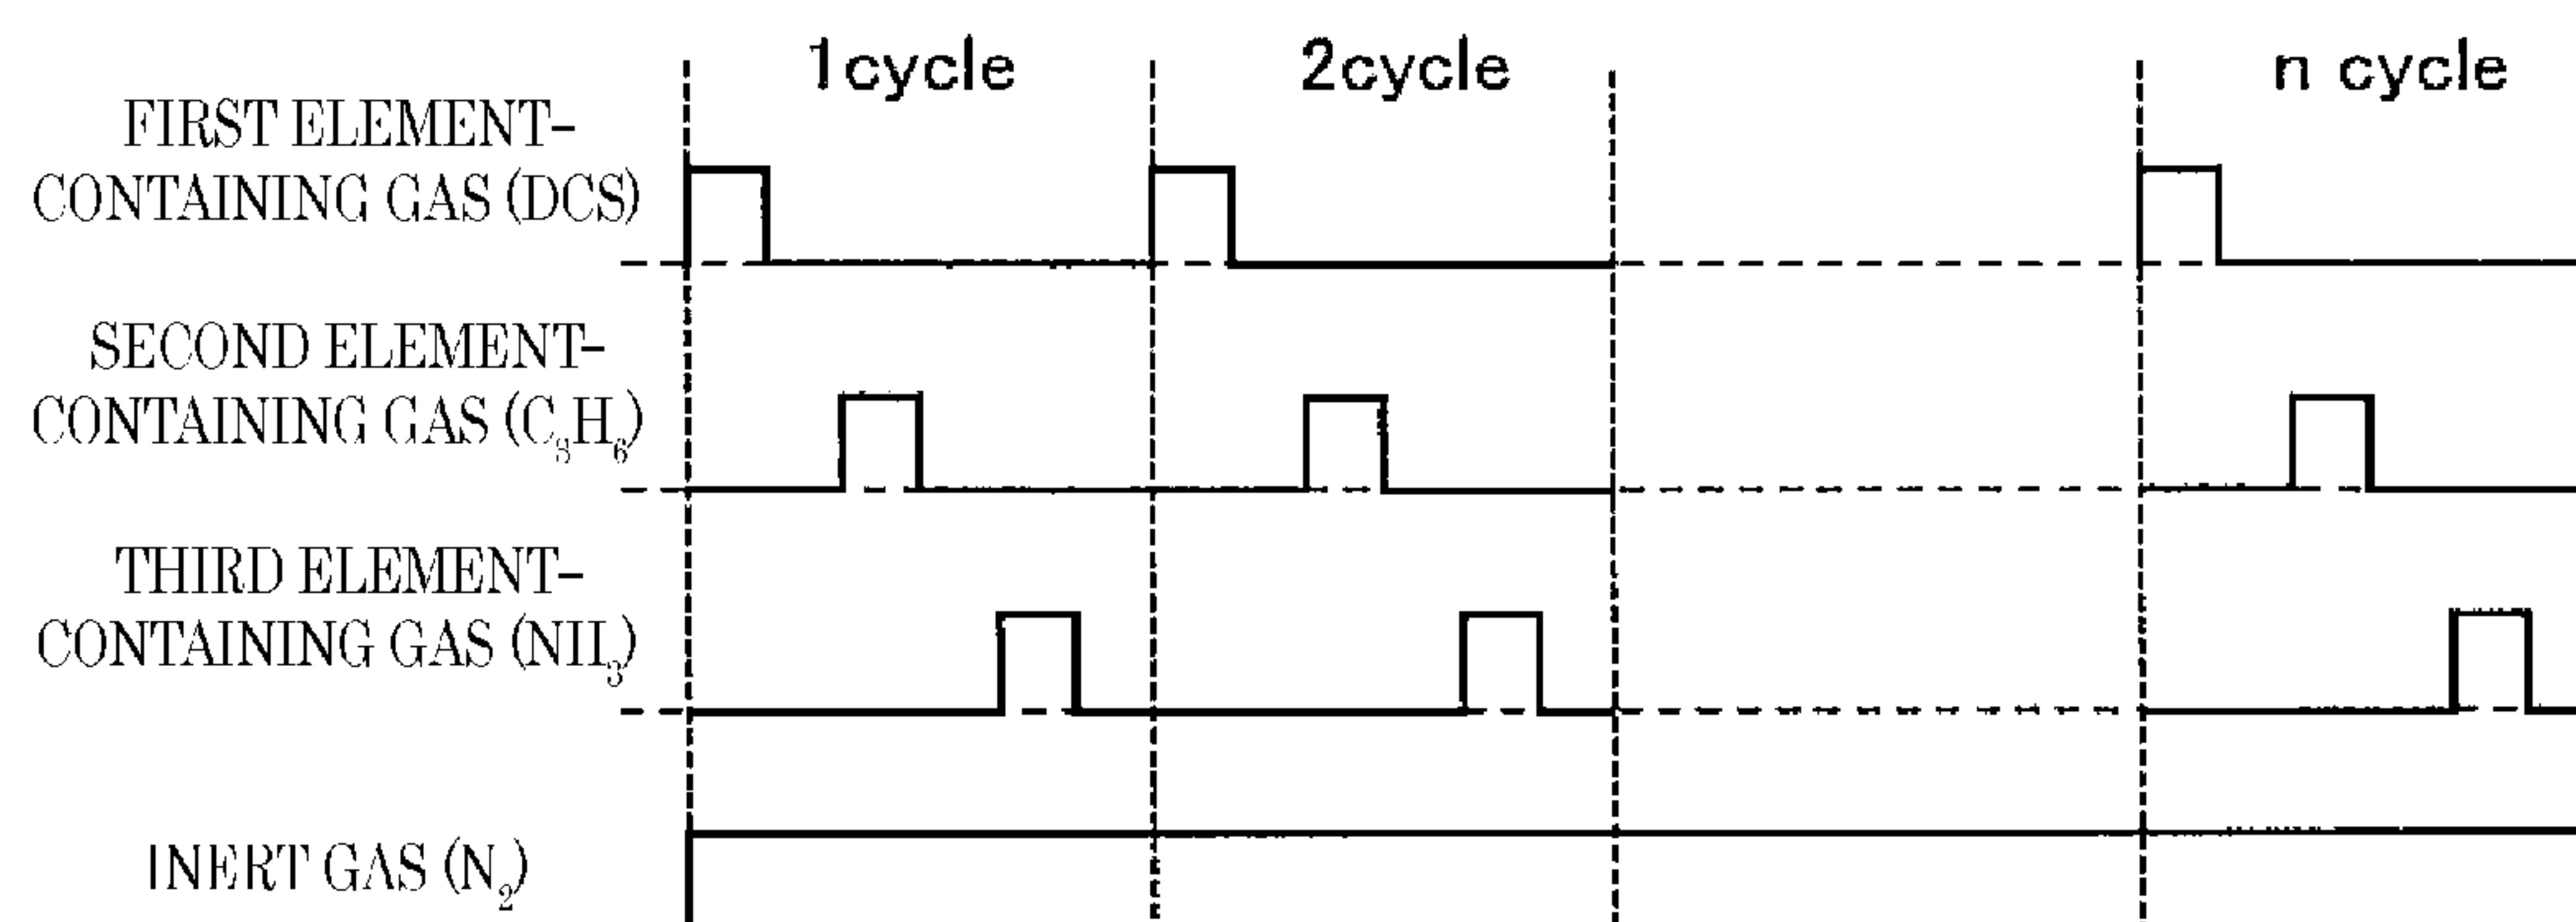 1cycle 2cycle n cycle
FIRST ELEMENT-
CONTAINING GAS (DCS)
SECOND ELEMENT-
CONTAINING GAS (C₃H₆)
THIRD ELEMENT-
CONTAINING GAS (NH₃)
INERT GAS (N₂)